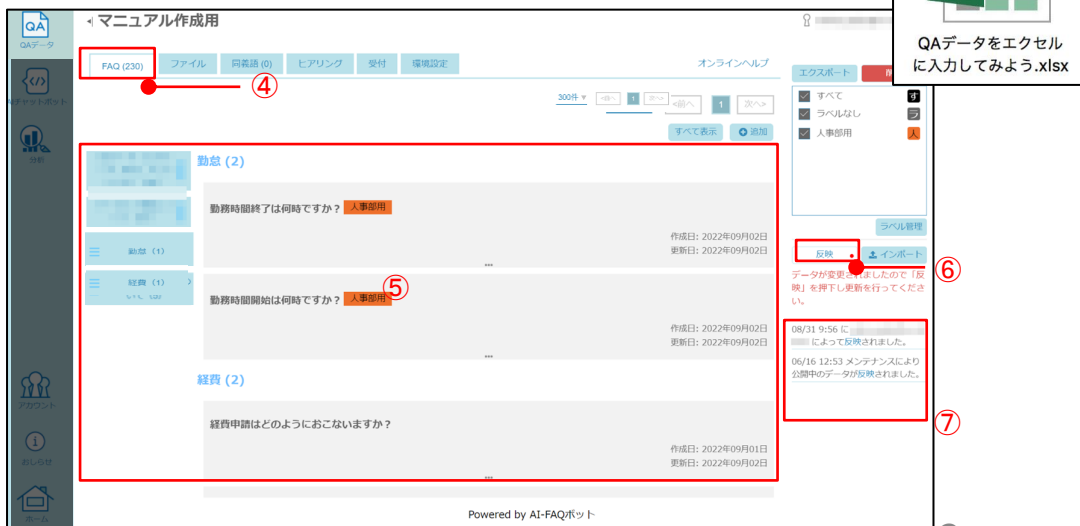 QAデータ
マニュアル作成用
FAQ (230)
ファイル
同義語 (0)
ヒアリング
受付
環境設定
オンラインヘルプ
④
300件
1
<<前へ
1
次へ>>
すべて表示
追加
エクスポート
QAデータをエクセル
に入力してみよう.xlsx
すべて
す
ラベルなし
ラ
人事部用
人
ラベル管理
反映
インポート
⑥
データが変更されましたので「反
映」を押下し更新を行ってくださ
い。
08/31 9:56 に
によって反映されました。
06/16 12:53 メンテナンスにより
公開中のデータが反映されました。
⑦
勤怠 (1)
経費 (1)
勤怠 (2)
勤務時間終了は何時ですか？ 人事部用
作成日: 2022年09月02日
更新日: 2022年09月02日
...
⑤
勤務時間開始は何時ですか？ 人事部用
作成日: 2022年09月02日
更新日: 2022年09月02日
...
経費 (2)
経費申請はどのようにおこないますか？
作成日: 2022年09月01日
更新日: 2022年09月02日
...
AIチャットボット
分析
アカウント
おしらせ
ホーム
Powered by AI-FAQボット